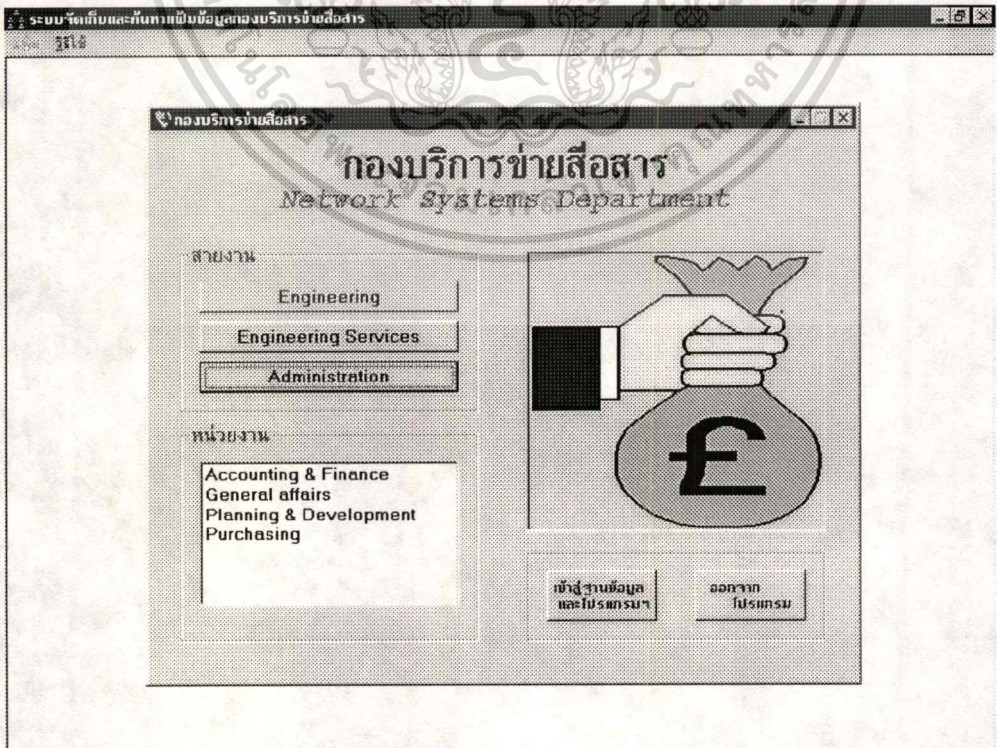 ระบบจัดเก็บและค้นหาแฟ้มข้อมูลกองบริการข่ายสื่อสาร
วิธีใช้
กองบริการข่ายสื่อสาร
กองบริการข่ายสื่อสาร
Network Systems Department
สายงาน
Engineering
Engineering Services
Administration
หน่วยงาน
Accounting & Finance
General affairs
Planning & Development
Purchasing
£
เข้าสู่ฐานข้อมูล
และโปรแกรมฯ
ออกจาก
โปรแกรม